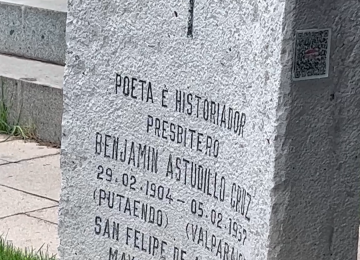 POETA E HISTORIADOR
PRESBITERO
BENJAMIN ASTUDILLO CRUZ
29.02.1904 - 05.02.1957
(PUTAENDO) (VALPARAISO)
SAN FELIPE DE